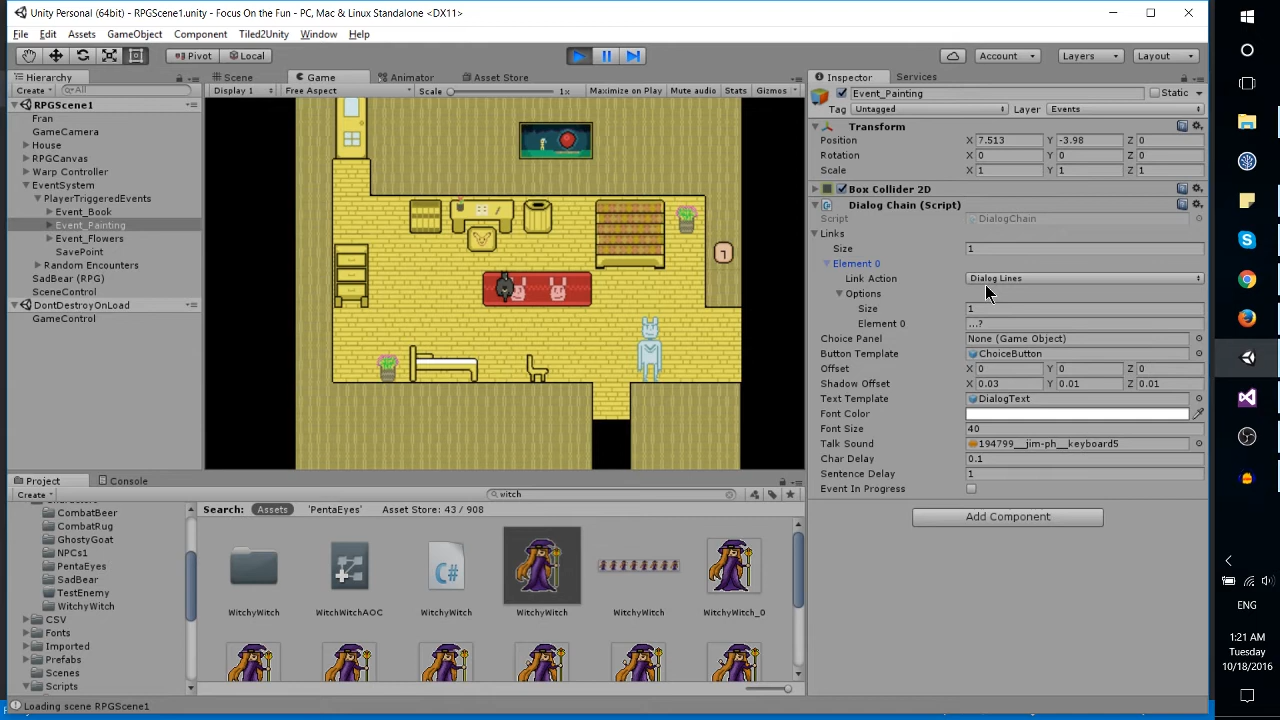 Unity Personal (64bit) - RPGScene1.unity - Focus On the Fun - PC, Mac & Linux Standalone <DX11>
File Edit Assets GameObject Component Tiled2Unity Window Help
Pivot Local Account Layers Layout
Hierarchy
Create All
RPGScene1
Fran
GameCamera
House
RPGCanvas
Warp Controller
EventSystem
PlayerTriggeredEvents
Event_Book
Event_Painting
Event_Flowers
SavePoint
Random Encounters
SadBear (RPG)
SceneControl
DontDestroyOnLoad
GameControl
Scene Game Animator Asset Store
Display 1 Free Aspect Scale 1x Maximize on Play Mute audio Stats Gizmos
Inspector Services
Event_Painting Static
Tag Untagged Layer Events
Transform
Position X 7.513 Y -3.98 Z 0
Rotation X 0 Y 0 Z 0
Scale X 1 Y 1 Z 1
Box Collider 2D
Dialog Chain (Script)
Script DialogChain
Links
Size 1
Element 0
Link Action Dialog Lines
Options
Size 1
Element 0 ...?
Choice Panel None (Game Object)
Button Template ChoiceButton
Offset X 0 Y 0 Z 0
Shadow Offset X 0.03 Y 0.01 Z 0.01
Text Template DialogText
Font Color
Font Size 40
Talk Sound 194799__jim-ph__keyboard5
Char Delay 0.1
Sentence Delay 1
Event In Progress
Add Component
Project Console
Create witch
CombatBeer
CombatRug
GhostyGoat
NPCs1
PentaEyes
SadBear
TestEnemy
WitchyWitch
CSV
Fonts
Imported
Prefabs
Scenes
Scripts
Search: Assets 'PentaEyes' Asset Store: 43 / 908
WitchyWitch WitchWitchAOC WitchyWitch WitchyWitch WitchyWitch WitchyWitch_0
Loading scene RPGScene1
ENG
1:21 AM
Tuesday
10/18/2016